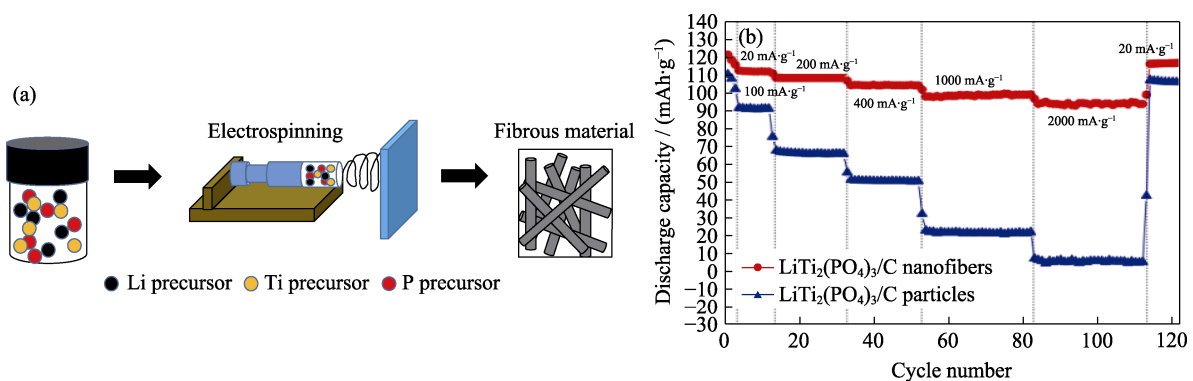 (a)
Electrospinning
Fibrous material
Li precursor
Ti precursor
P precursor
(b)
Discharge capacity / (mAh·g⁻¹)
120
110
100
90
80
70
60
50
40
30
20
10
0
−10
−20
−30
20 mA·g⁻¹
100 mA·g⁻¹
200 mA·g⁻¹
400 mA·g⁻¹
1000 mA·g⁻¹
2000 mA·g⁻¹
20 mA·g⁻¹
LiTi₂(PO₄)₃/C nanofibers
LiTi₂(PO₄)₃/C particles
0 20 40 60 80 100 120
Cycle number